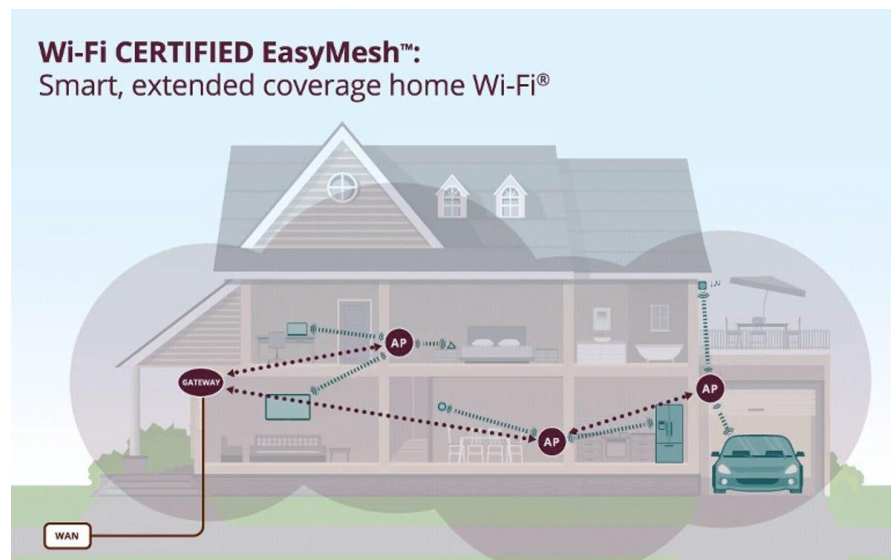 Wi-Fi CERTIFIED EasyMesh™:
Smart, extended coverage home Wi-Fi®
AP
GATEWAY
AP
AP
WAN